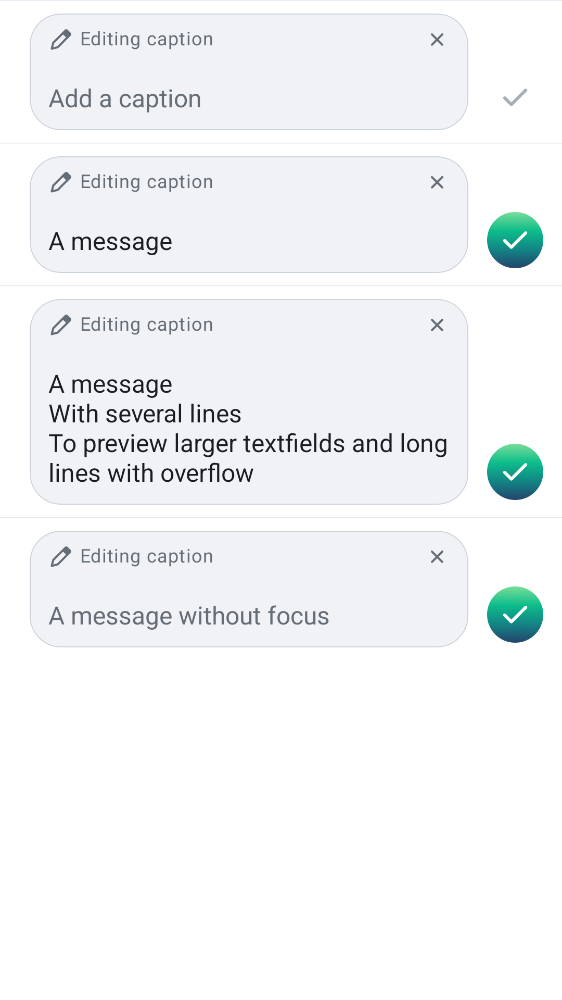 Editing caption
Add a caption
Editing caption
A message
Editing caption
A message
With several lines
To preview larger textfields and long
lines with overflow
Editing caption
A message without focus